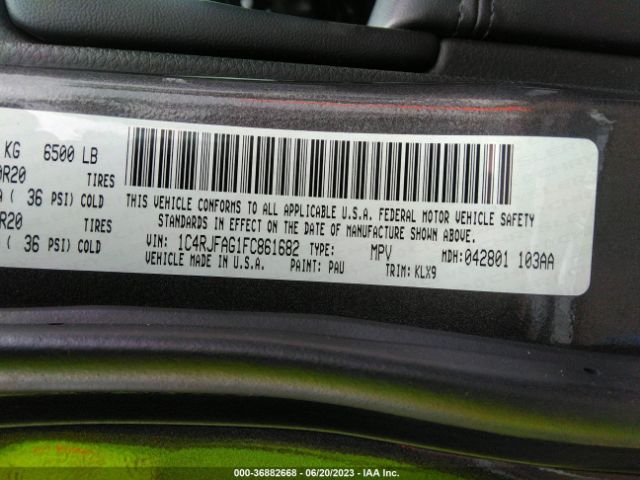 KG 6500 LB
R20 TIRES
( 36 PSI) COLD
R20 TIRES
( 36 PSI) COLD
THIS VEHICLE CONFORMS TO ALL APPLICABLE U.S.A. FEDERAL MOTOR VEHICLE SAFETY
STANDARDS IN EFFECT ON THE DATE OF MANUFACTURE SHOWN ABOVE.
VIN: 1C4RJFAG1FC861682 TYPE: MPV MDH: 042801 103AA
VEHICLE MADE IN U.S.A. PAINT: PAU TRIM: KLX9
© - 36882668 - 06/20/2023 - IAA Inc.